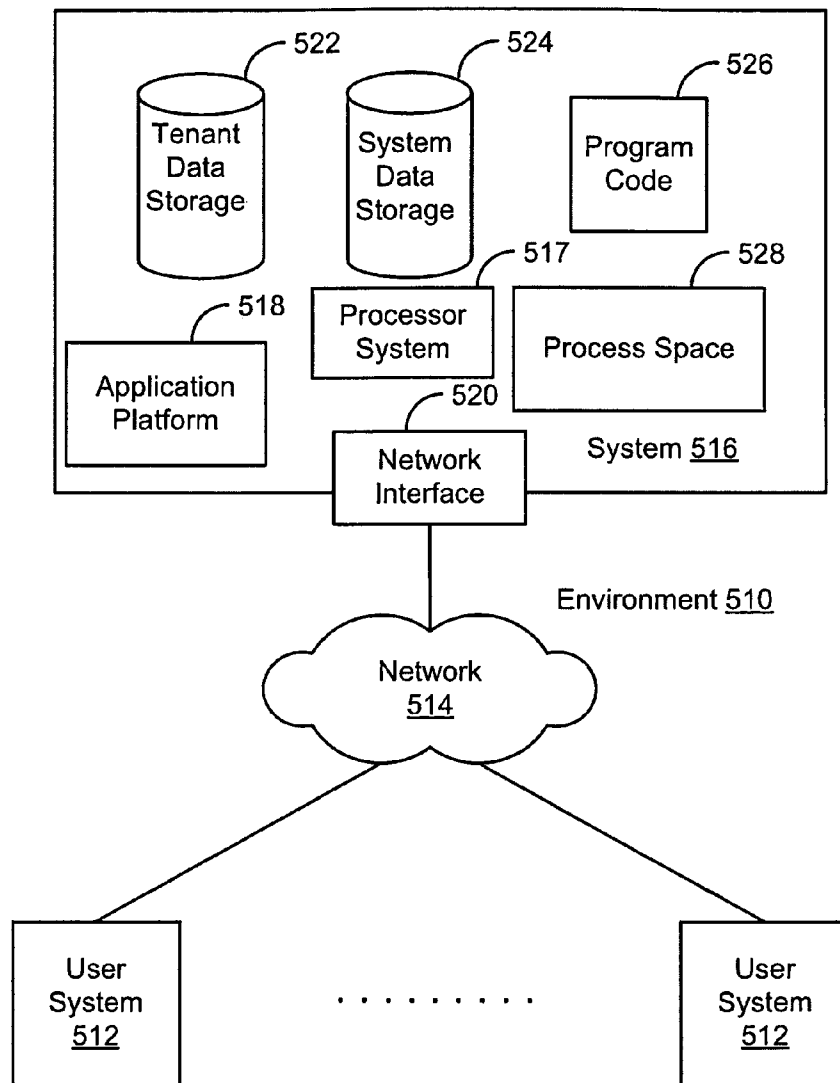 522
524
526
Tenant
Data
Storage
System
Data
Storage
Program
Code
517
528
518
Processor
System
Process Space
Application
Platform
520
System 516
Network
Interface
Environment 510
Network
514
User
System
512
. . . . . . . . .
User
System
512